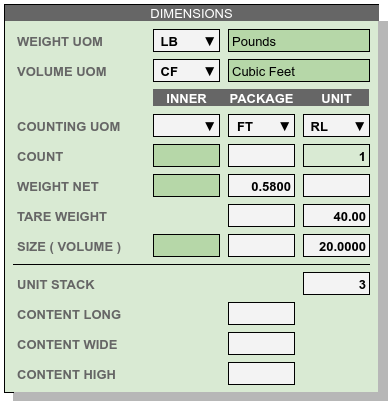 DIMENSIONS
WEIGHT UOM LB ▼ Pounds
VOLUME UOM CF ▼ Cubic Feet
INNER PACKAGE UNIT
COUNTING UOM ▼ FT ▼ RL ▼
COUNT 1
WEIGHT NET 0.5800
TARE WEIGHT 40.00
SIZE ( VOLUME ) 20.0000
UNIT STACK 3
CONTENT LONG
CONTENT WIDE
CONTENT HIGH